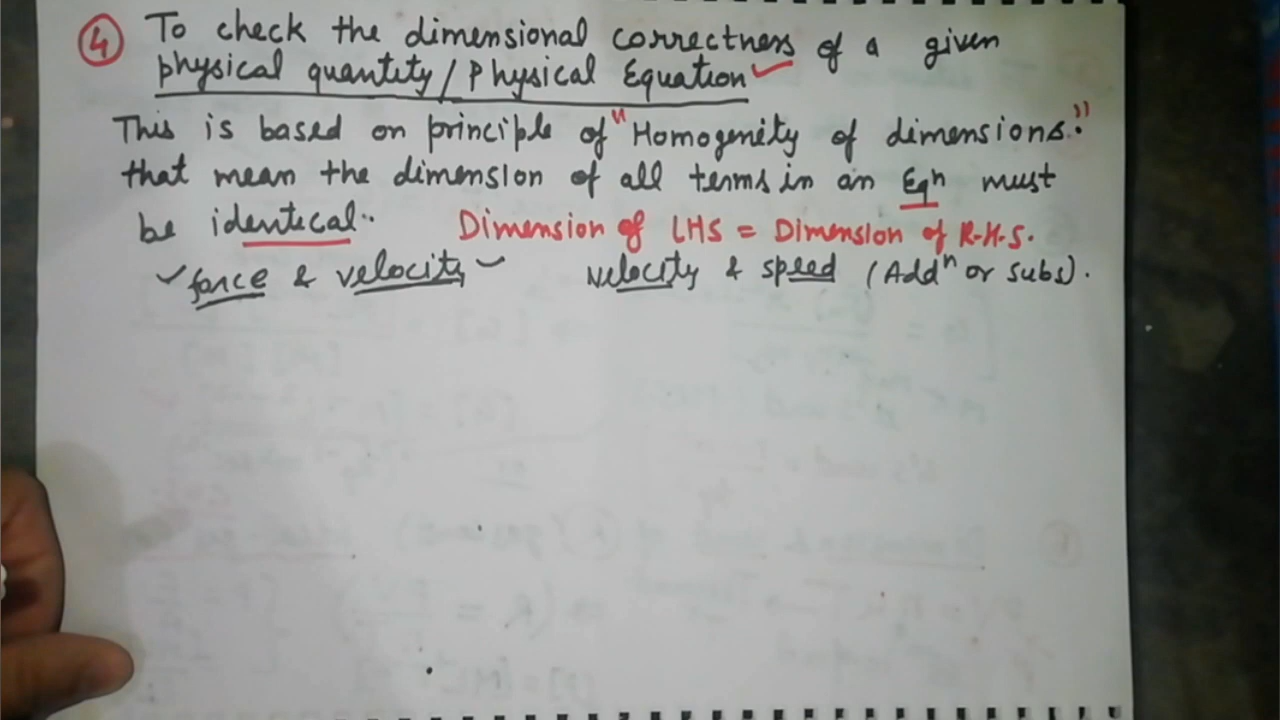 ④ To check the dimensional correctness of a given
physical quantity / Physical Equation ✓
This is based on principle of "Homogenity of dimensions."
that mean the dimension of all terms in an Eqn must
be identical.. Dimension of LHS = Dimension of R.H.S.
✓ force & velocity ✓ velocity & speed (Addn or subs).